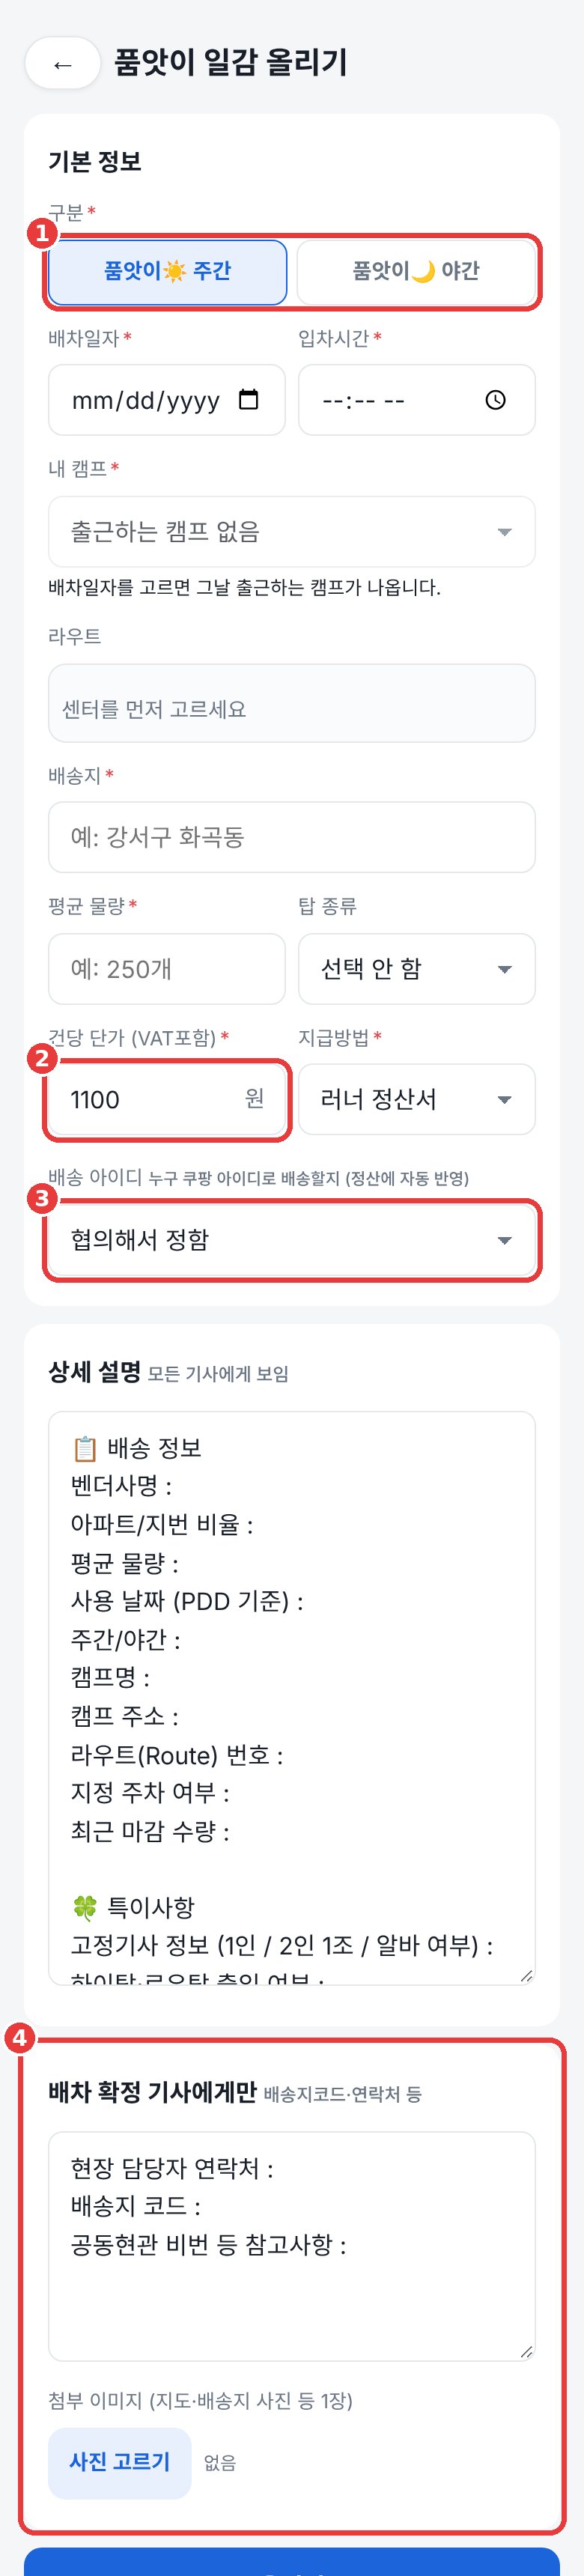 ← 품앗이 일감 올리기
기본 정보
구분 *
1
품앗이☀️ 주간 품앗이🌙 야간
배차일자 * 입차시간 *
mm/dd/yyyy --:-- --
내 캠프 *
출근하는 캠프 없음
배차일자를 고르면 그날 출근하는 캠프가 나옵니다.
라우트
센터를 먼저 고르세요
배송지 *
예: 강서구 화곡동
평균 물량 * 탑 종류
예: 250개 선택 안 함
건당 단가 (VAT포함) * 지급방법 *
2
1100 원 러너 정산서
배송 아이디 누구 쿠팡 아이디로 배송할지 (정산에 자동 반영)
3
협의해서 정함
상세 설명 모든 기사에게 보임
📋 배송 정보
벤더사명 :
아파트/지번 비율 :
평균 물량 :
사용 날짜 (PDD 기준) :
주간/야간 :
캠프명 :
캠프 주소 :
라우트(Route) 번호 :
지정 주차 여부 :
최근 마감 수량 :
🍀 특이사항
고정기사 정보 (1인 / 2인 1조 / 알바 여부) :
4
배차 확정 기사에게만 배송지코드·연락처 등
현장 담당자 연락처 :
배송지 코드 :
공동현관 비번 등 참고사항 :
첨부 이미지 (지도·배송지 사진 등 1장)
사진 고르기 없음